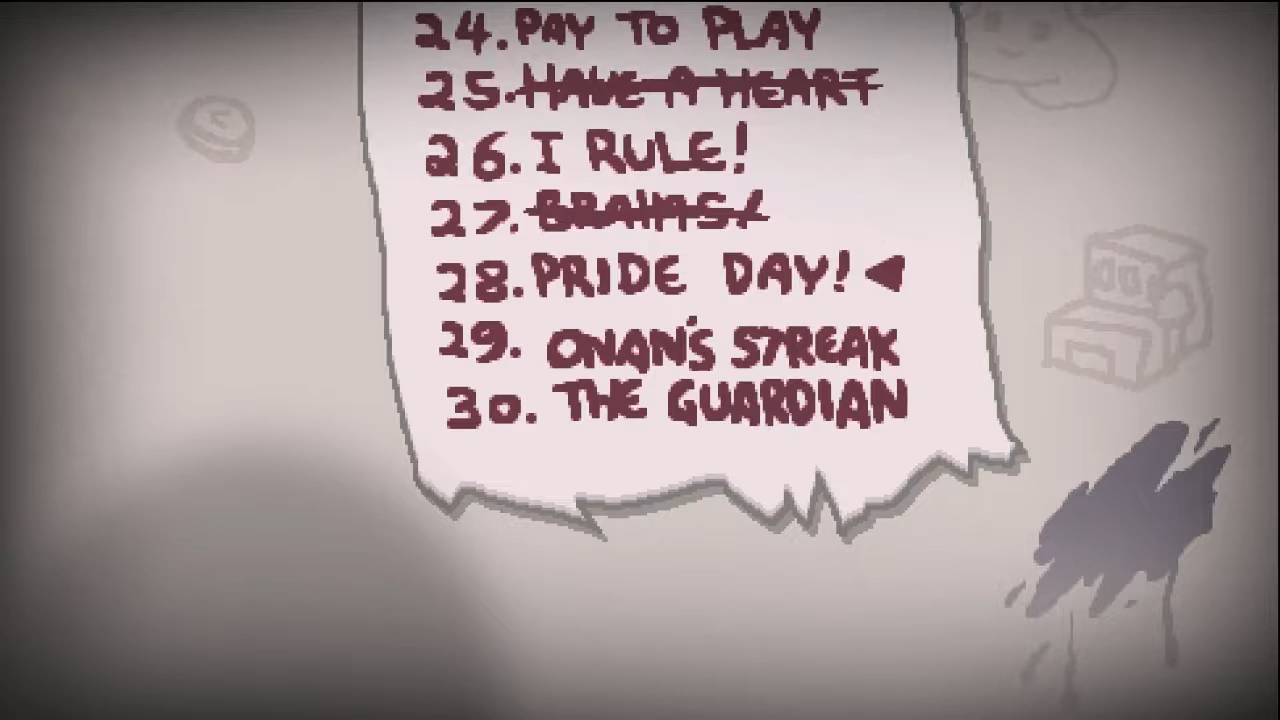 24. PAY TO PLAY
25. HAVE A HEART
26. I RULE!
27. BRAINS!
28. PRIDE DAY!
29. ONAN'S STREAK
30. THE GUARDIAN